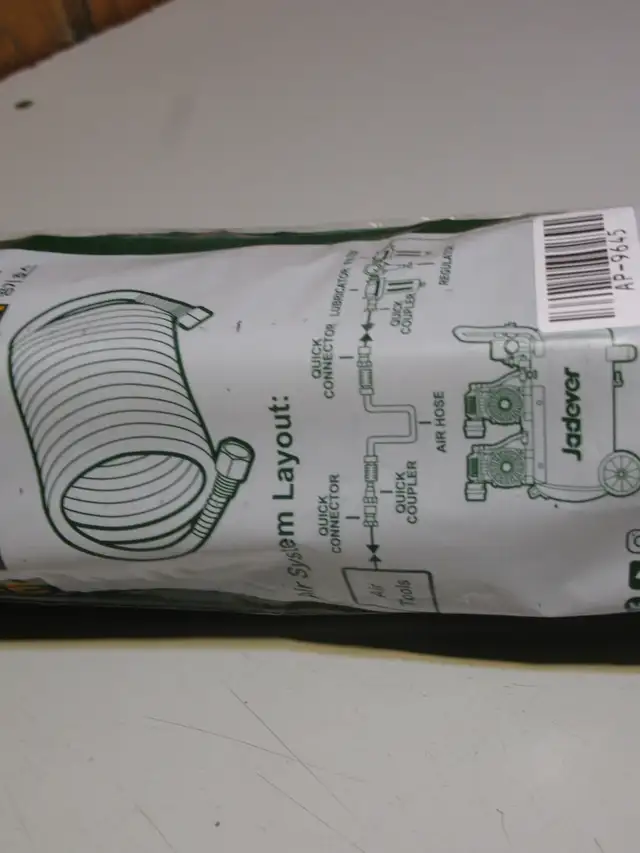 Air System Layout:
Air
Tools
QUICK
CONNECTOR
QUICK
COUPLER
AIR HOSE
QUICK
CONNECTOR
QUICK
COUPLER
LUBRICATOR
REGULATOR
Jadever
AP-9645